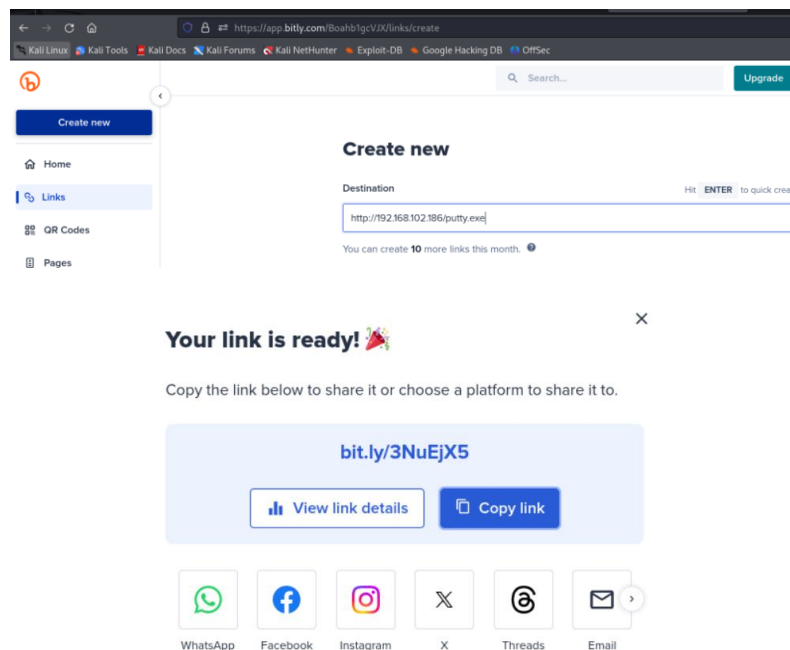 https://app.bitly.com/Boahb1gcVJX/links/create
Kali Linux Kali Tools Kali Docs Kali Forums Kali NetHunter Exploit-DB Google Hacking DB OffSec
Search...
Upgrade
Create new
Home
Links
QR Codes
Pages
Create new
Destination
Hit ENTER to quick crea
http://192.168.102.186/putty.exe
You can create 10 more links this month.
Your link is ready!
Copy the link below to share it or choose a platform to share it to.
bit.ly/3NuEjX5
View link details
Copy link
WhatsApp Facebook Instagram X Threads Email